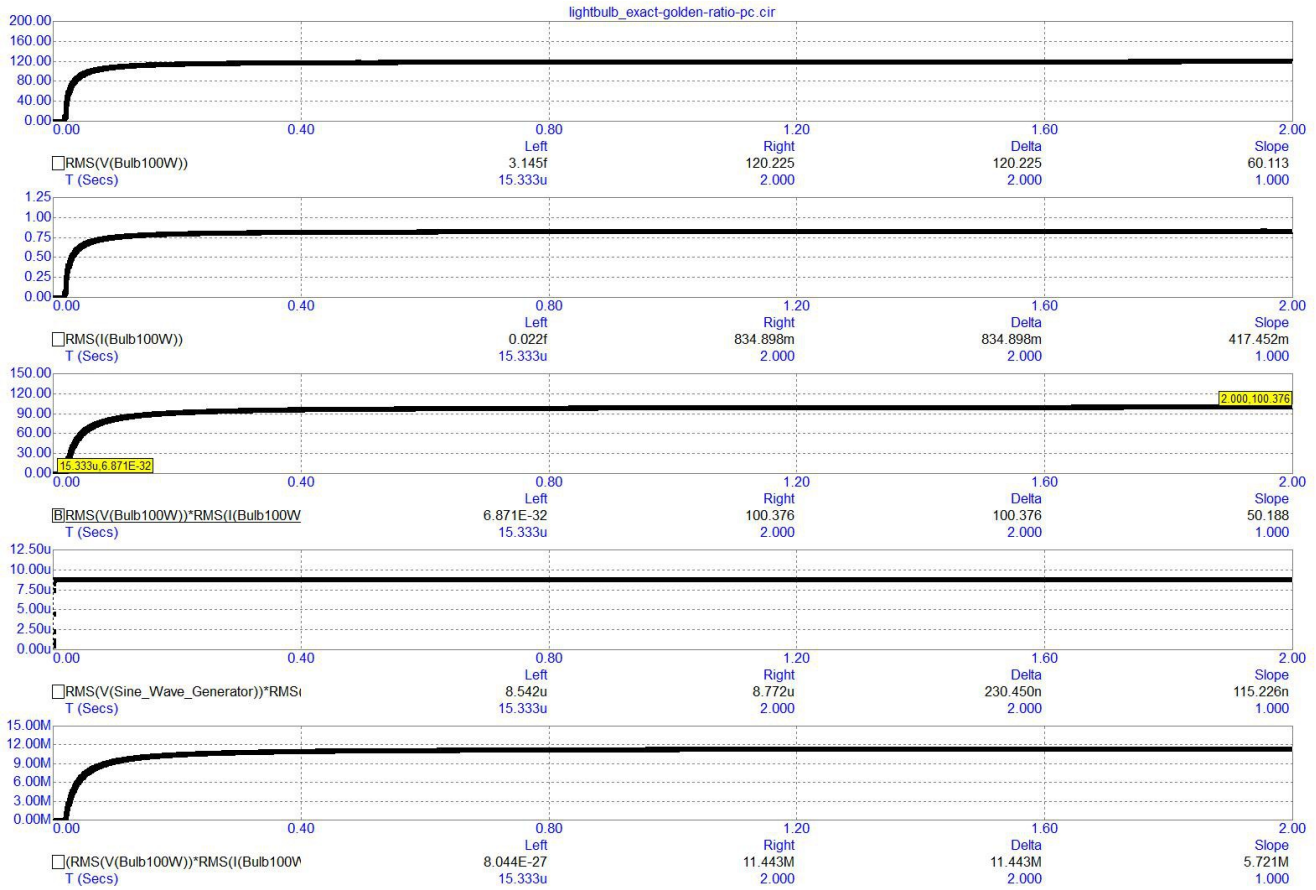 lightbulb_exact-golden-ratio-pc.cir
200.00
160.00
120.00
80.00
40.00
0.00
0.00 0.40 0.80 1.20 1.60 2.00
Left Right Delta Slope
RMS(V(Bulb100W)) 3.145f 120.225 120.225 60.113
T (Secs) 15.333u 2.000 2.000 1.000
1.25
1.00
0.75
0.50
0.25
0.00
0.00 0.40 0.80 1.20 1.60 2.00
Left Right Delta Slope
RMS(I(Bulb100W)) 0.022f 834.898m 834.898m 417.452m
T (Secs) 15.333u 2.000 2.000 1.000
150.00
120.00
90.00
60.00
30.00
0.00
2.000,100.376
15.333u,6.871E-32
0.00 0.40 0.80 1.20 1.60 2.00
Left Right Delta Slope
B RMS(V(Bulb100W))*RMS(I(Bulb100W 6.871E-32 100.376 100.376 50.188
T (Secs) 15.333u 2.000 2.000 1.000
12.50u
10.00u
7.50u
5.00u
2.50u
0.00u
0.00 0.40 0.80 1.20 1.60 2.00
Left Right Delta Slope
RMS(V(Sine_Wave_Generator))*RMS( 8.542u 8.772u 230.450n 115.226n
T (Secs) 15.333u 2.000 2.000 1.000
15.00M
12.00M
9.00M
6.00M
3.00M
0.00M
0.00 0.40 0.80 1.20 1.60 2.00
Left Right Delta Slope
(RMS(V(Bulb100W))*RMS(I(Bulb100W 8.044E-27 11.443M 11.443M 5.721M
T (Secs) 15.333u 2.000 2.000 1.000